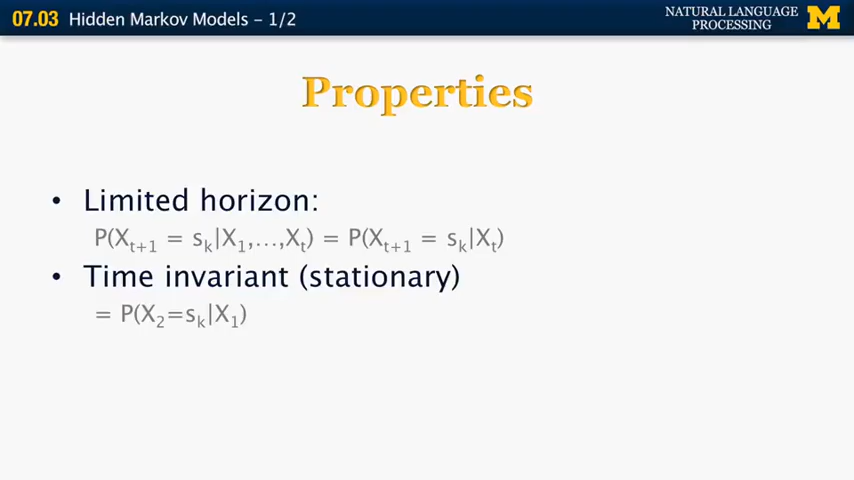 07.03 Hidden Markov Models – 1/2
NATURAL LANGUAGE
PROCESSING
M
Properties
• Limited horizon:
P(Xₜ₊₁ = sₖ|X₁,…,Xₜ) = P(Xₜ₊₁ = sₖ|Xₜ)
• Time invariant (stationary)
= P(X₂=sₖ|X₁)